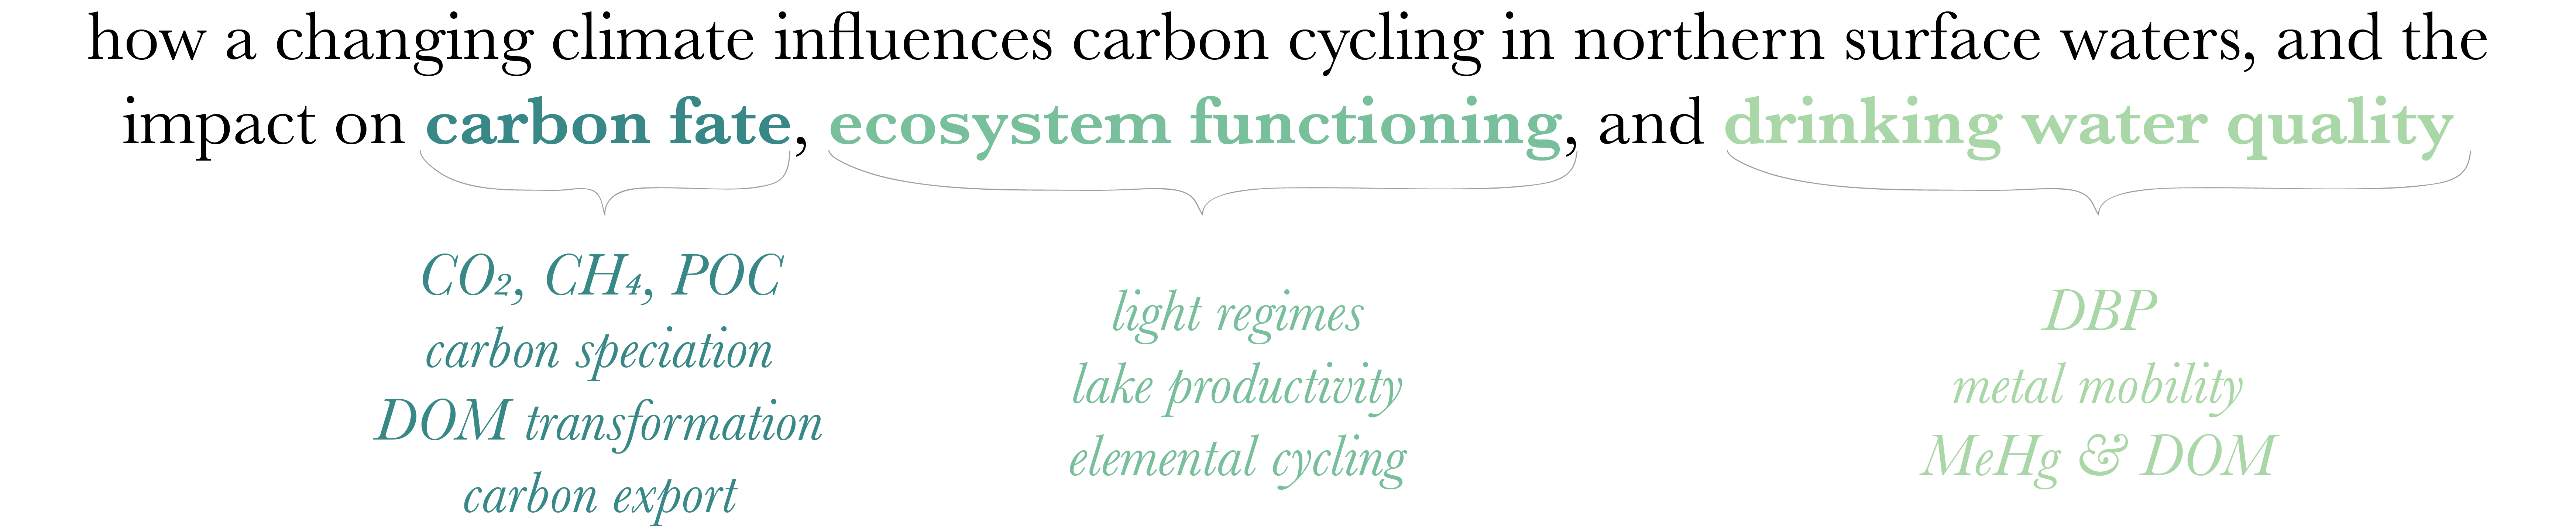 how a changing climate influences carbon cycling in northern surface waters, and the
impact on carbon fate, ecosystem functioning, and drinking water quality
CO₂, CH₄, POC
carbon speciation
DOM transformation
carbon export
light regimes
lake productivity
elemental cycling
DBP
metal mobility
MeHg & DOM